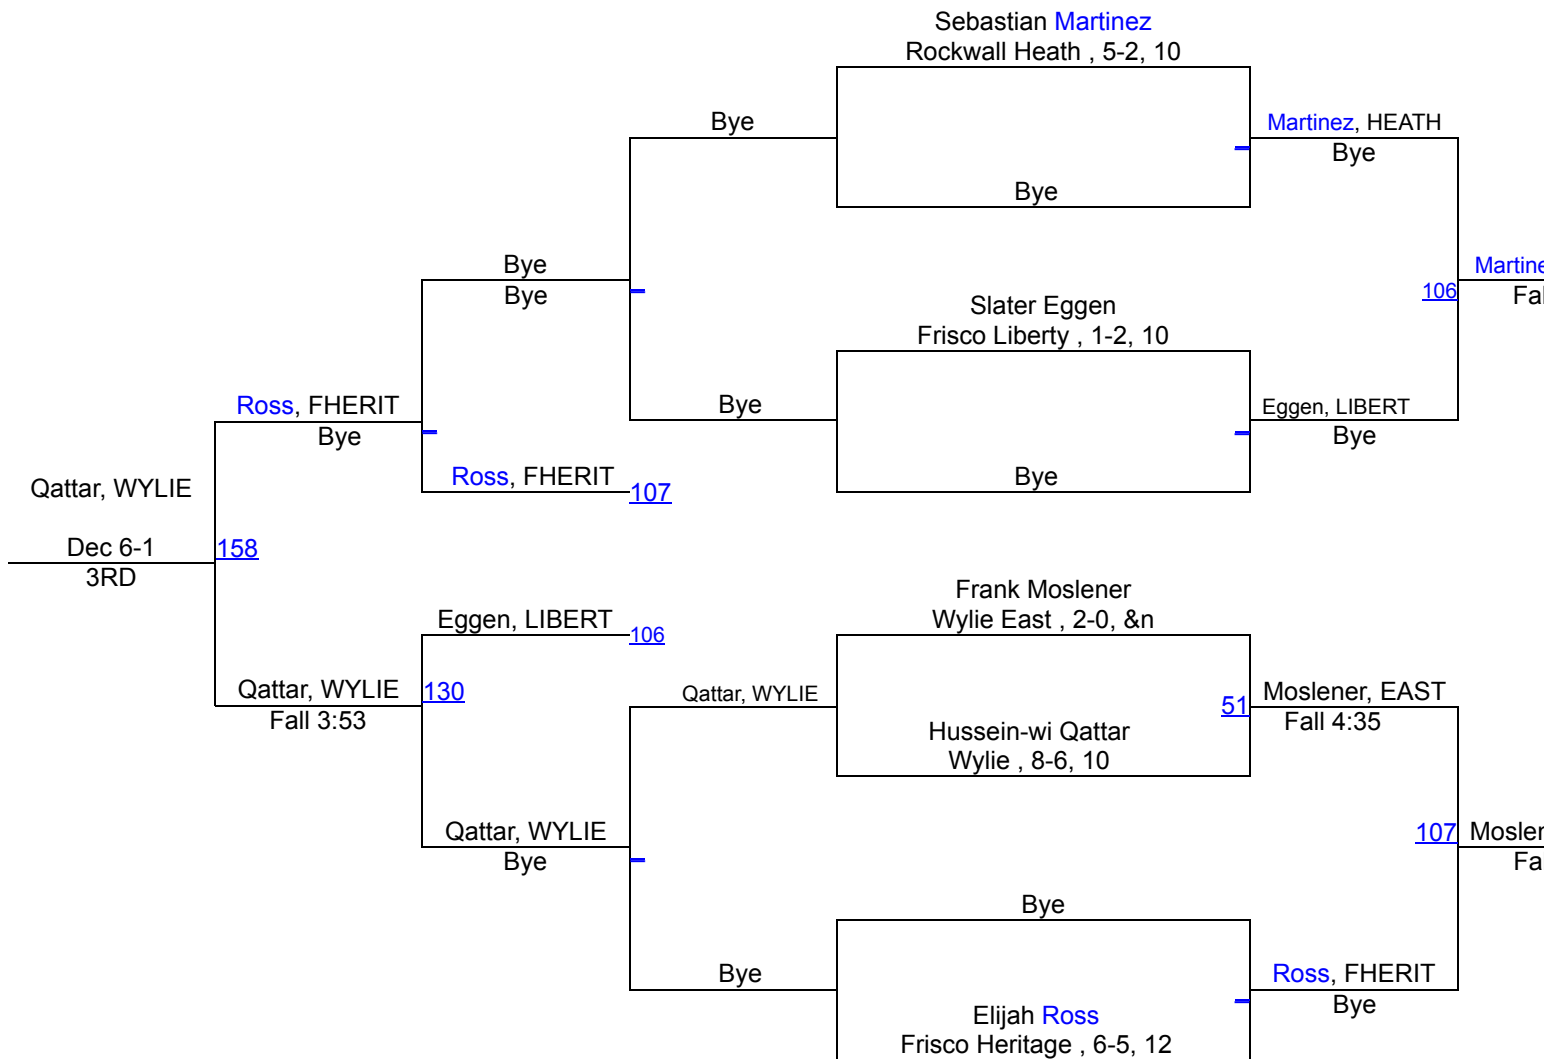 Sebastian Martinez
Rockwall Heath , 5-2, 10
Bye
Martinez, HEATH
Bye
Bye
Bye
Bye
Martine
106
Fal
Slater Eggen
Frisco Liberty , 1-2, 10
Ross, FHERIT
Bye
Bye
Eggen, LIBERT
Bye
Ross, FHERIT
107
Bye
Qattar, WYLIE
Dec 6-1
158
3RD
Frank Moslener
Wylie East , 2-0, &n
Eggen, LIBERT
106
Qattar, WYLIE
130
Fall 3:53
Qattar, WYLIE
51
Moslener, EAST
Fall 4:35
Hussein-wi Qattar
Wylie , 8-6, 10
Qattar, WYLIE
Bye
107
Moslen
Fa
Bye
Bye
Ross, FHERIT
Bye
Elijah Ross
Frisco Heritage , 6-5, 12